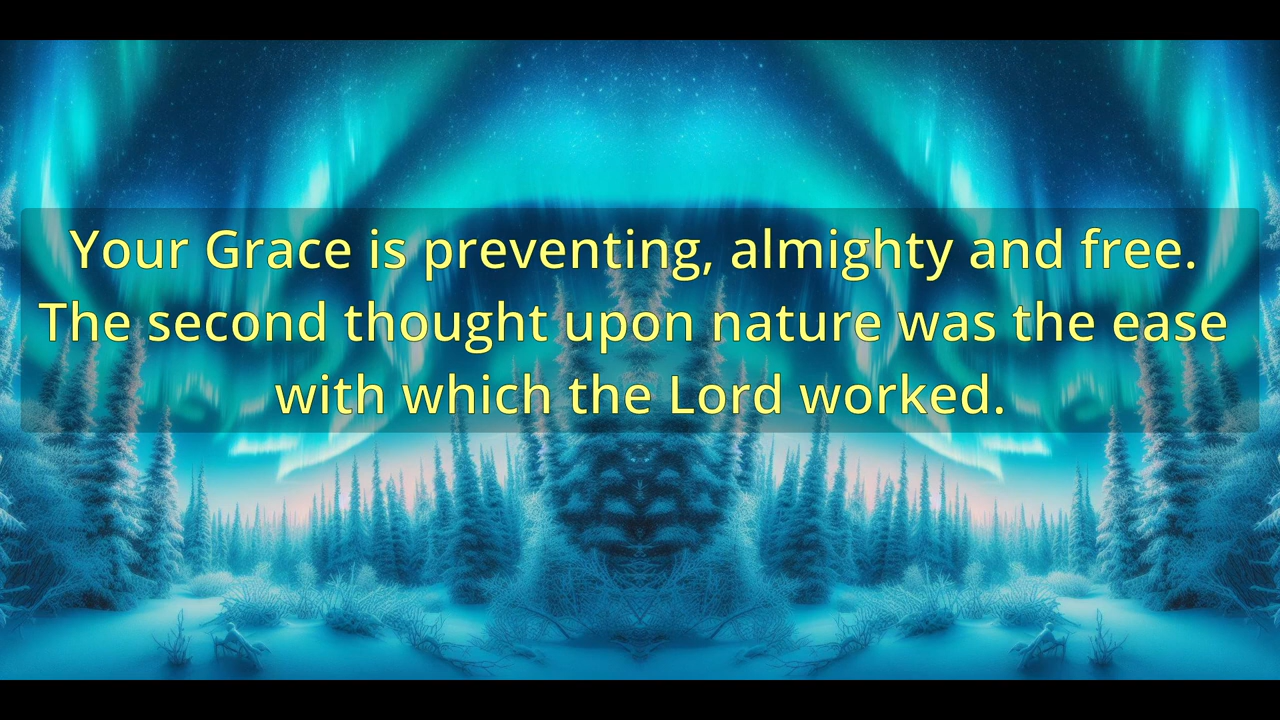 Your Grace is preventing, almighty and free.
The second thought upon nature was the ease
with which the Lord worked.